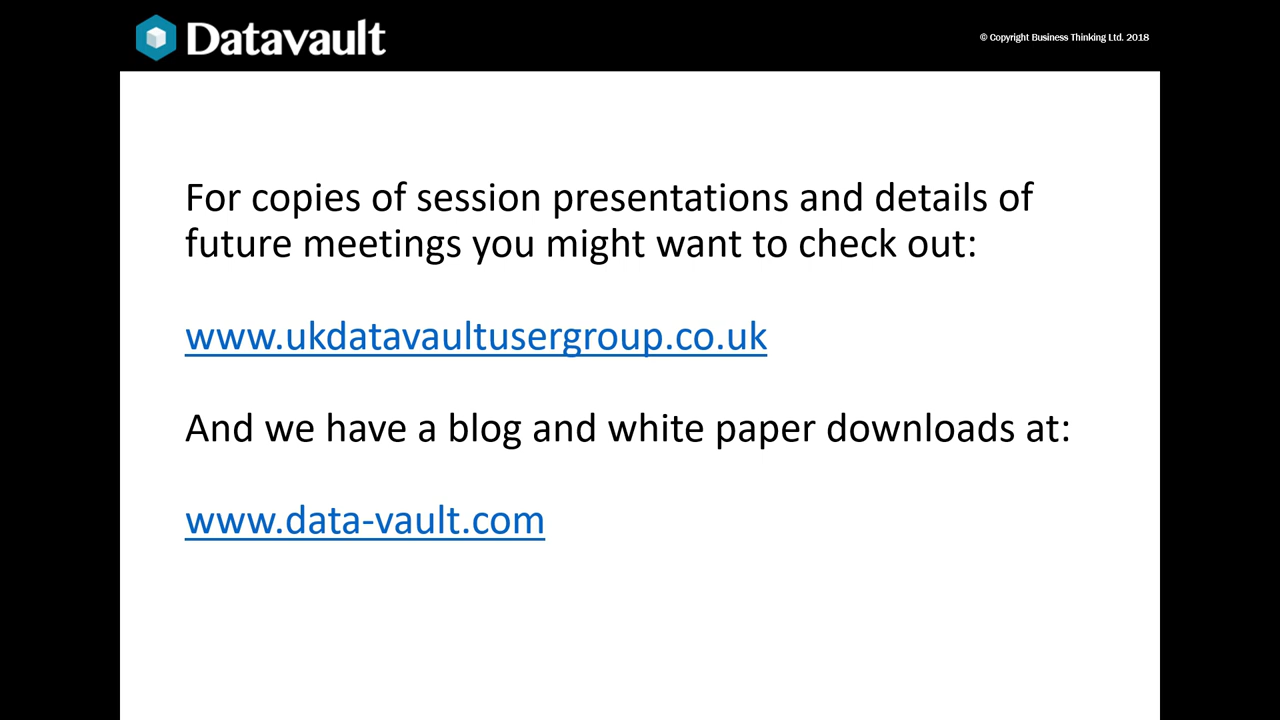 Datavault
© Copyright Business Thinking Ltd. 2018
For copies of session presentations and details of
future meetings you might want to check out:
www.ukdatavaultusergroup.co.uk
And we have a blog and white paper downloads at:
www.data-vault.com